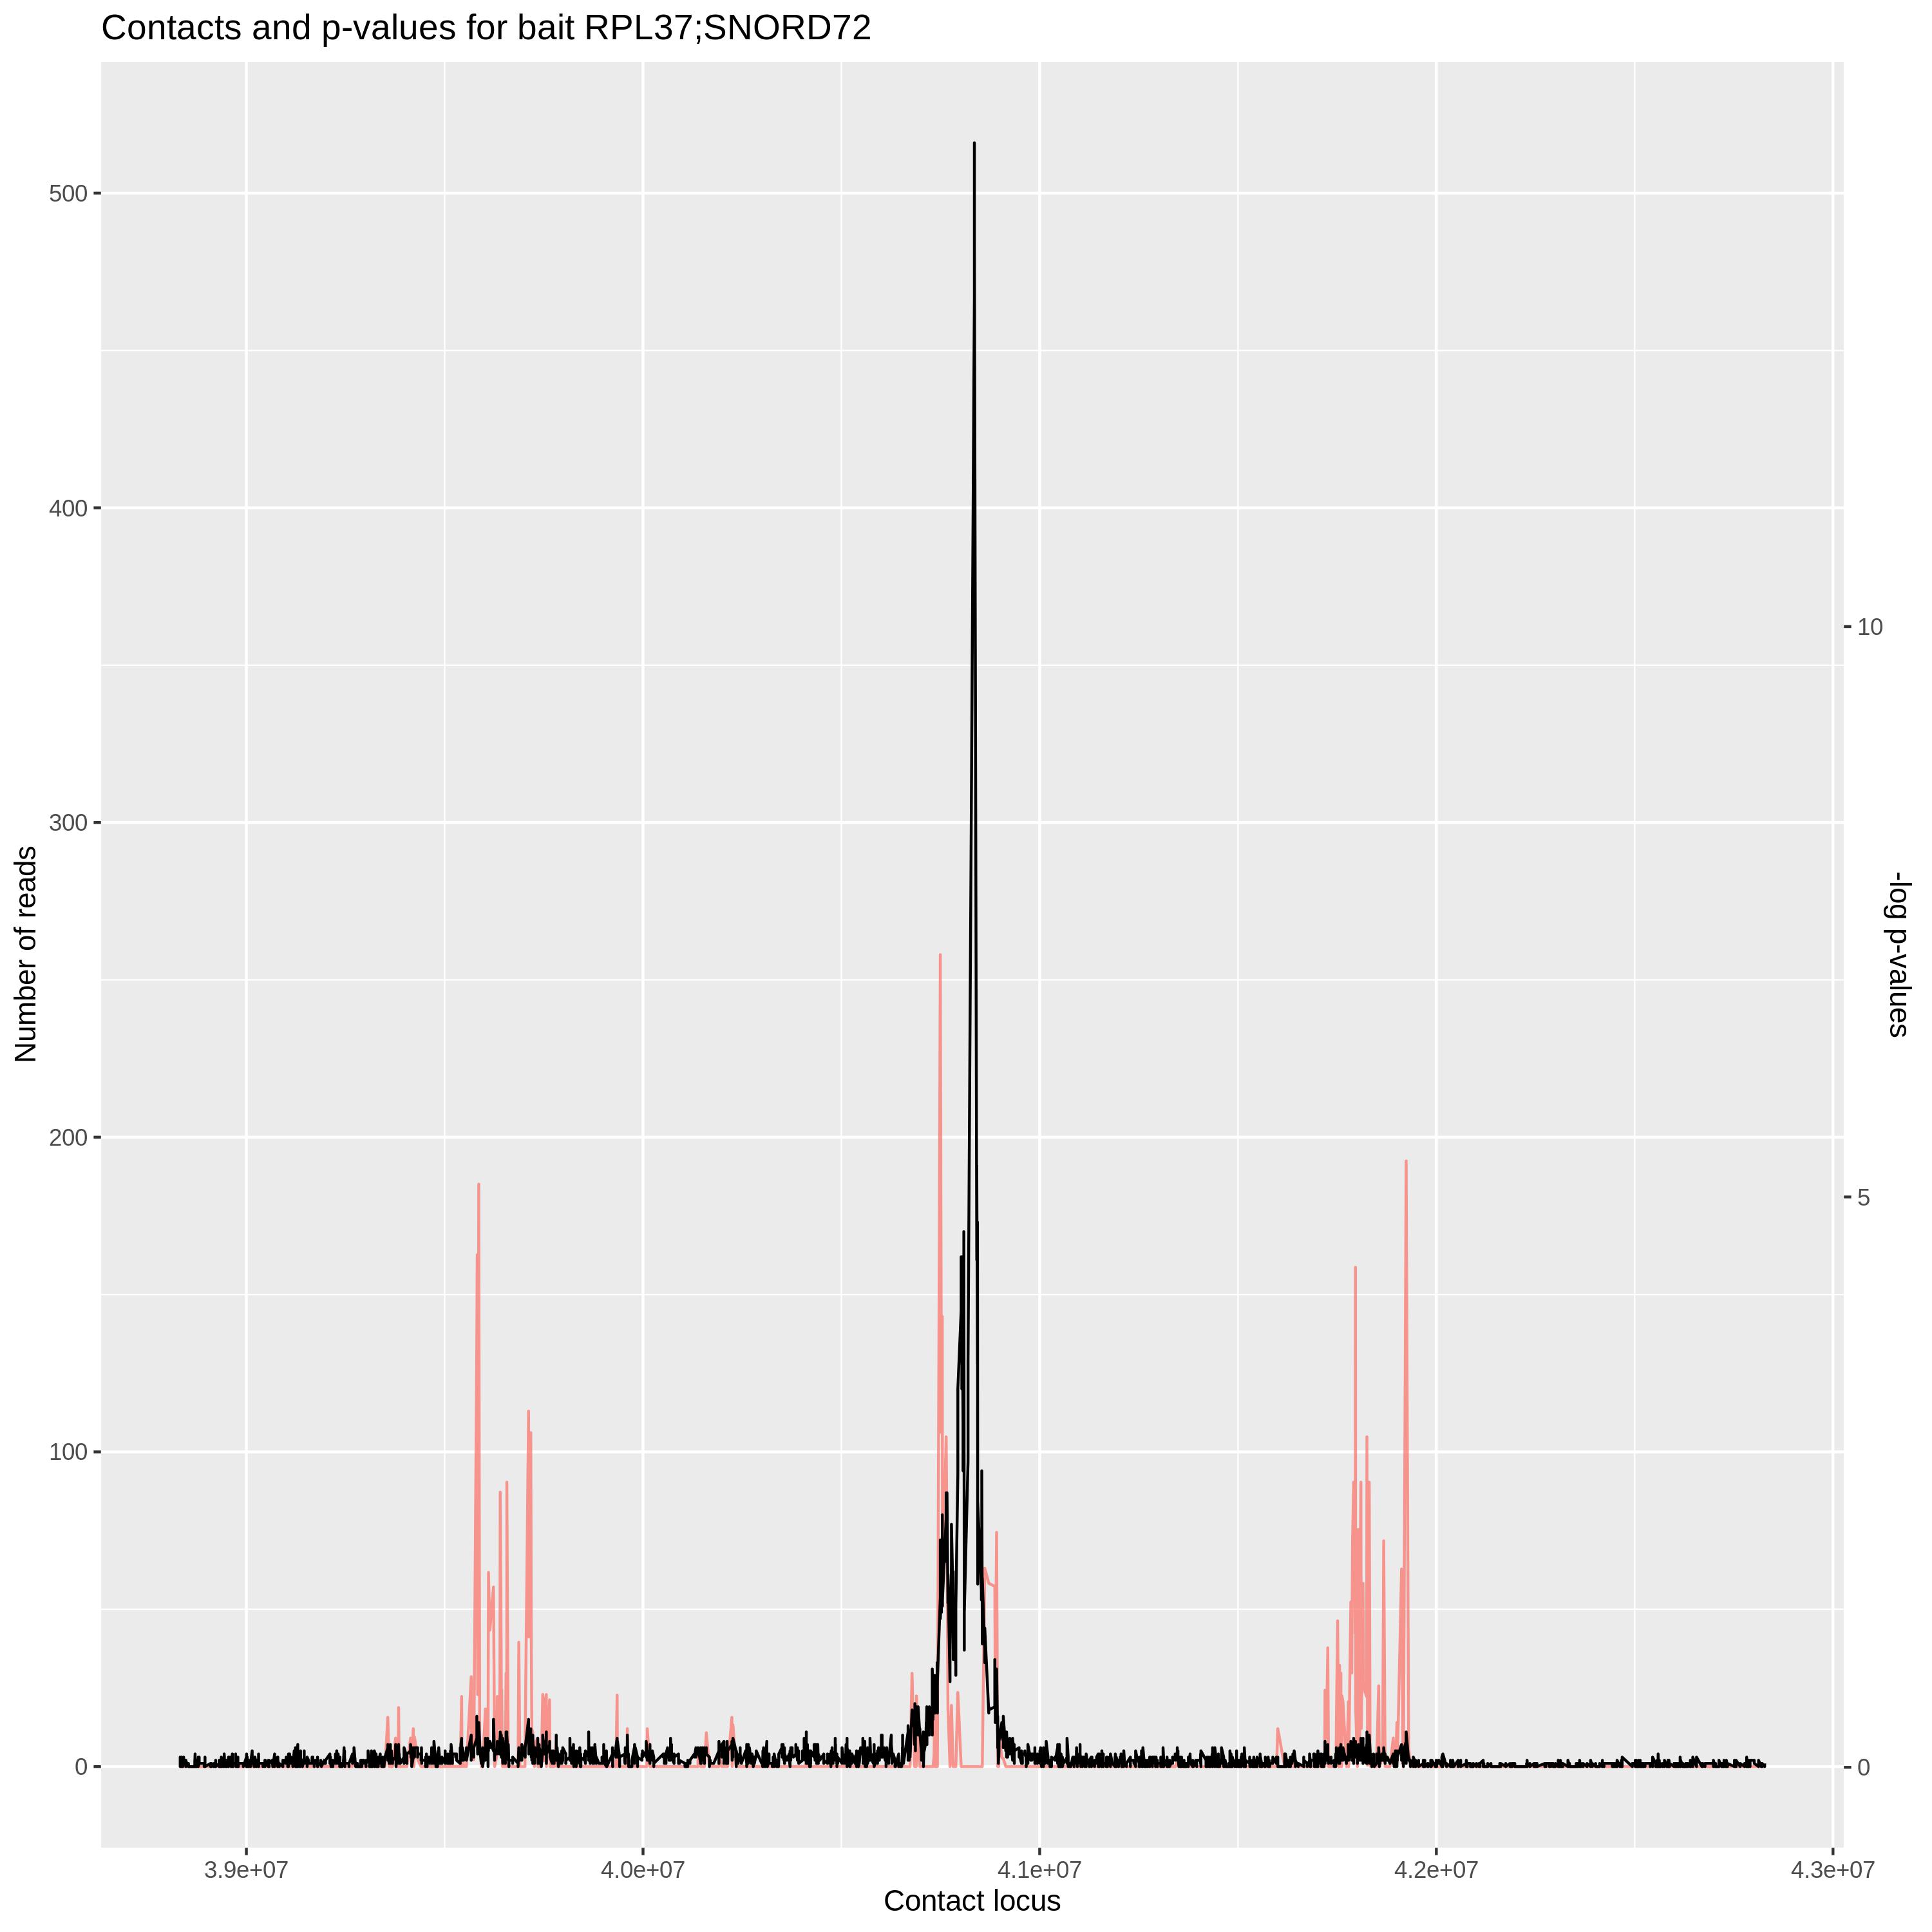 Contacts and p-values for bait RPL37;SNORD72
500
400
300
200
100
0
Number of reads
10
5
0
-log p-values
3.9e+07 4.0e+07 4.1e+07 4.2e+07 4.3e+07
Contact locus